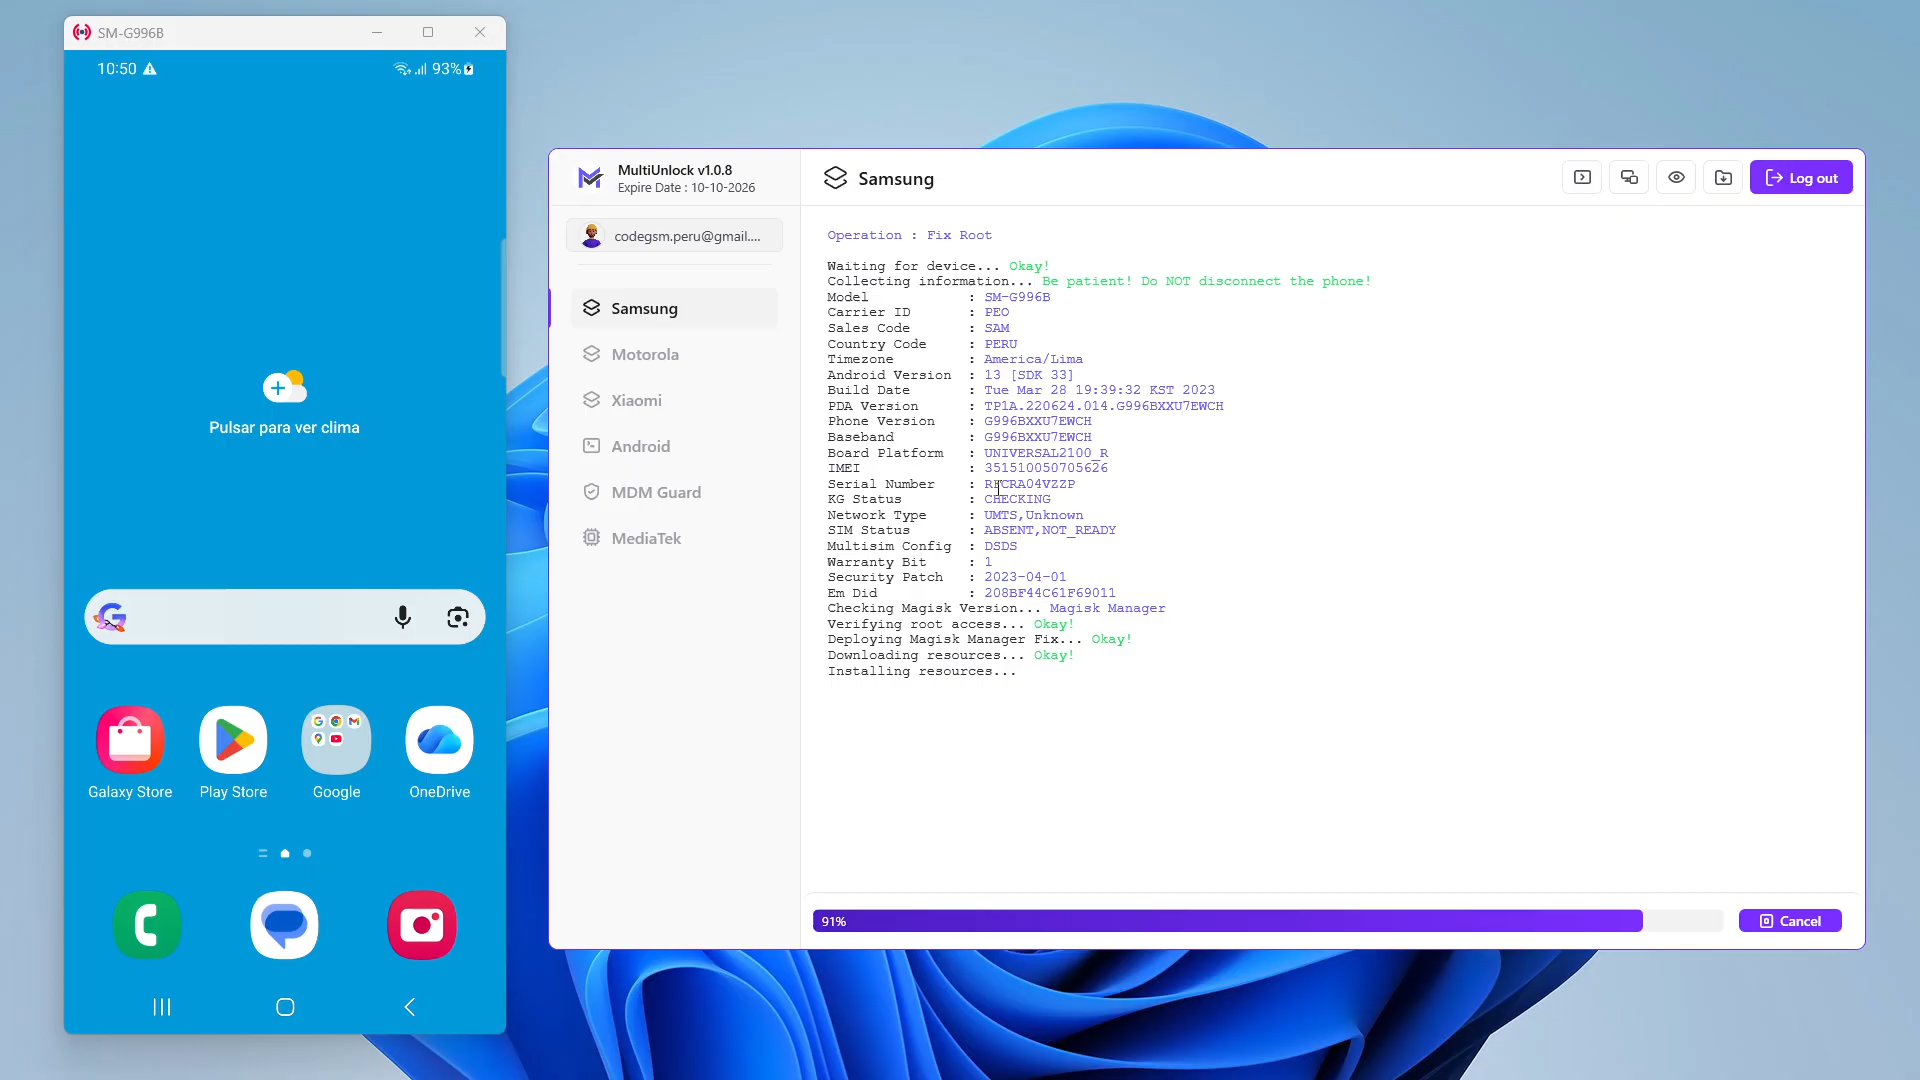 SM-G996B
10:50
93%
Pulsar para ver clima
Galaxy Store
Play Store
Google
OneDrive
MultiUnlock v1.0.8
Expire Date : 10-10-2026
codegsm.peru@gmail....
Samsung
Motorola
Xiaomi
Android
MDM Guard
MediaTek
Samsung
Log out
Operation : Fix Root
Waiting for device... Okay!
Collecting information... Be patient! Do NOT disconnect the phone!
Model : SM-G996B
Carrier ID : PEO
Sales Code : SAM
Country Code : PERU
Timezone : America/Lima
Android Version : 13 [SDK 33]
Build Date : Tue Mar 28 19:39:32 KST 2023
PDA Version : TP1A.220624.014.G996BXXU7EWCH
Phone Version : G996BXXU7EWCH
Baseband : G996BXXU7EWCH
Board Platform : UNIVERSAL2100_R
IMEI : 351510050705626
Serial Number :
KG Status : CHECKING
Network Type : UMTS,Unknown
SIM Status : ABSENT,NOT_READY
Multisim Config : DSDS
Warranty Bit : 1
Security Patch : 2023-04-01
Em Did : 208BF44C61F69011
Checking Magisk Version... Magisk Manager
Verifying root access... Okay!
Deploying Magisk Manager Fix... Okay!
Downloading resources... Okay!
Installing resources...
91%
Cancel